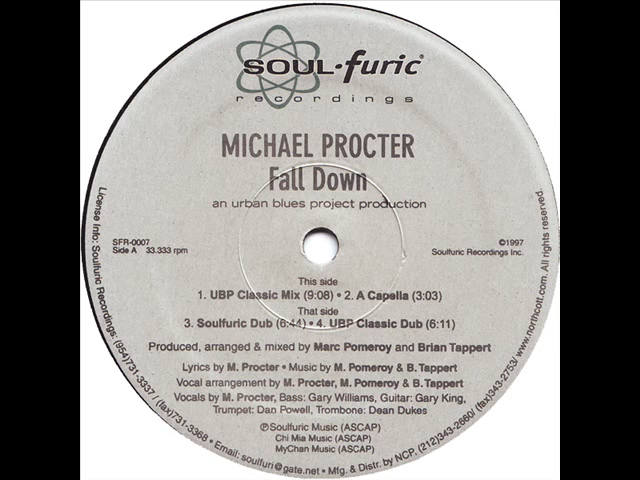 SOUL·furic®
recordings
MICHAEL PROCTER
Fall Down
an urban blues project production
SFR-0007
Side A 33.333 rpm
©1997
Soulfuric Recordings Inc.
This side
1. UBP Classic Mix (9:08) • 2. A Capella (3:03)
That side
3. Soulfuric Dub (6:44) • 4. UBP Classic Dub (6:11)
Produced, arranged & mixed by Marc Pomeroy and Brian Tappert
Lyrics by M. Procter • Music by M. Pomeroy & B. Tappert
Vocal arrangement by M. Procter, M. Pomeroy & B. Tappert
Vocals by M. Procter, Bass: Gary Williams, Guitar: Gary King,
Trumpet: Dan Powell, Trombone: Dean Dukes
℗Soulfuric Music (ASCAP)
Chi Mia Music (ASCAP)
MyChan Music (ASCAP)
License Info: Soulfuric Recordings: (954)731-3337/ (fax)731-3368 • Email: soulfuri@gate.net • Mfg. & Distr. by NCP. (212)343-2660/ (fax)343-2753/ www.northcott.com. All rights reserved.